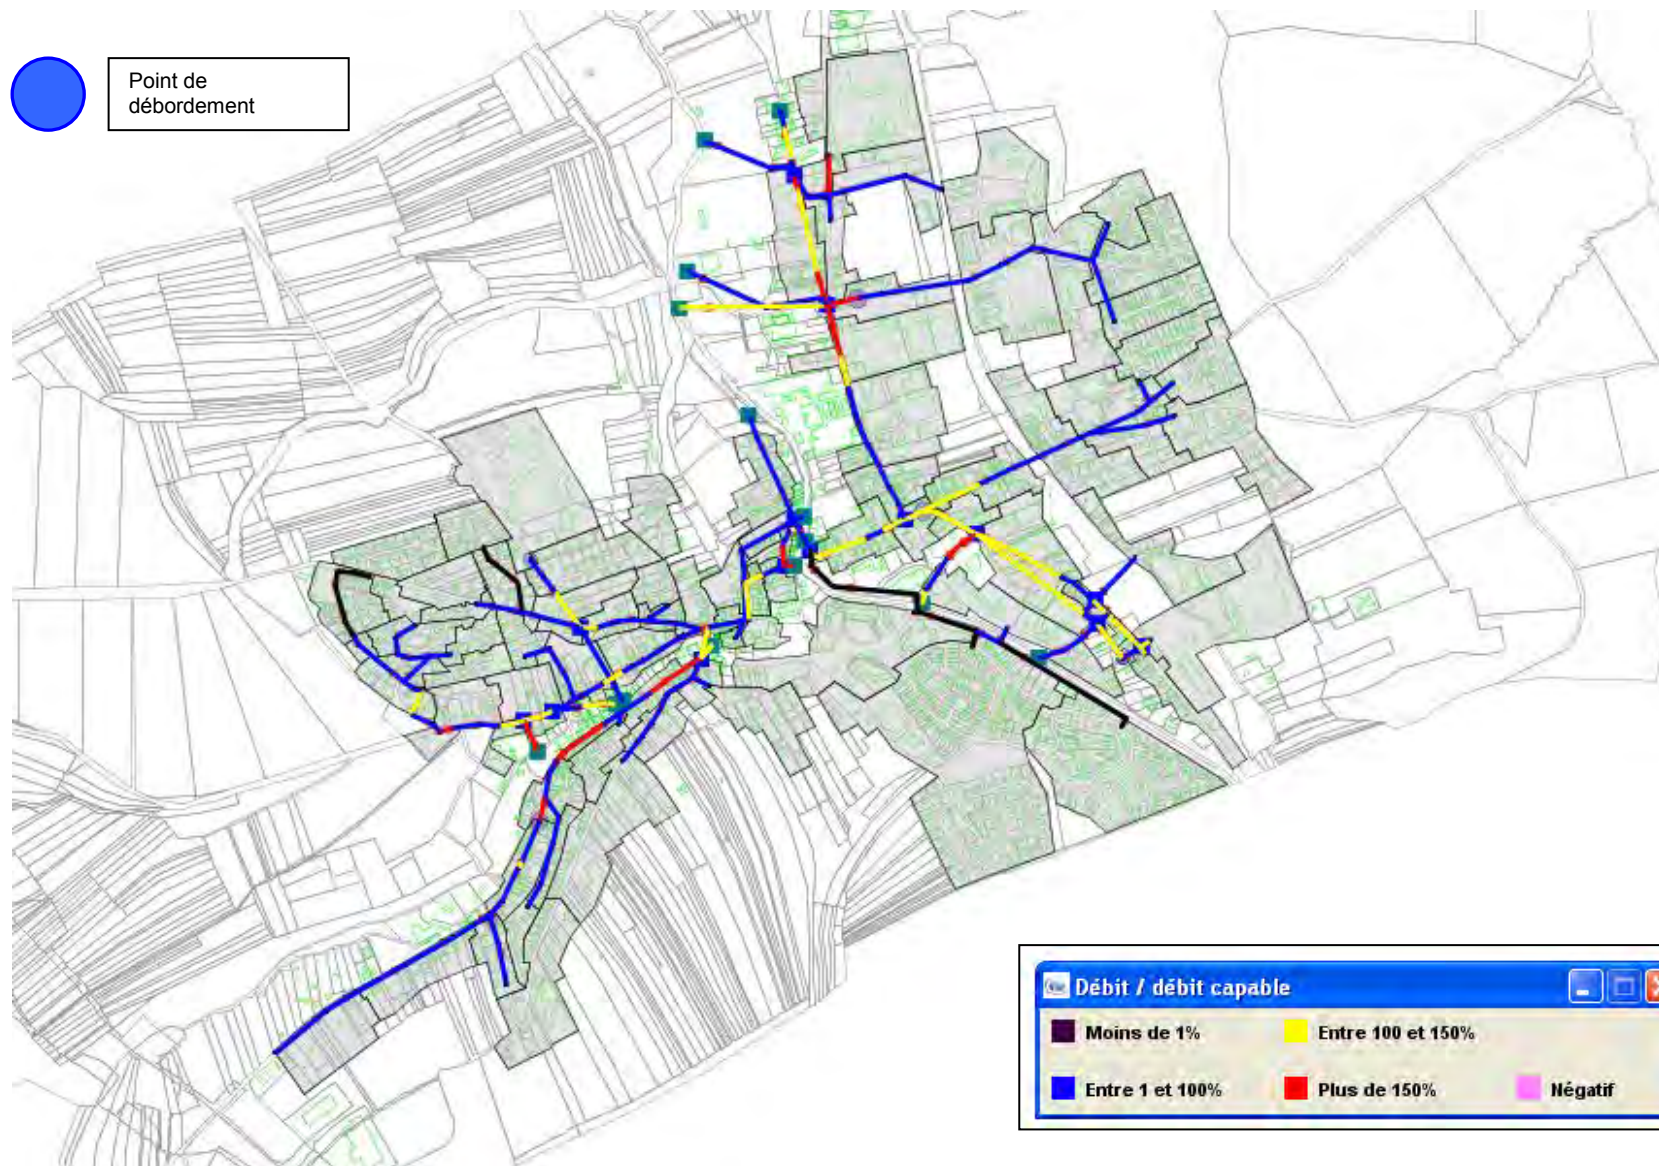 Point de
débordement
Débit / débit capable
Moins de 1%
Entre 100 et 150%
Entre 1 et 100%
Plus de 150%
Négatif